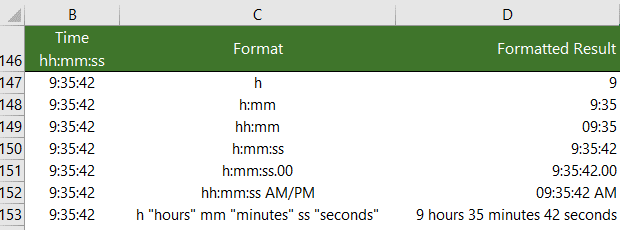 B C D
Time
146 hh:mm:ss Format Formatted Result
147 9:35:42 h 9
148 9:35:42 h:mm 9:35
149 9:35:42 hh:mm 09:35
150 9:35:42 h:mm:ss 9:35:42
151 9:35:42 h:mm:ss.00 9:35:42.00
152 9:35:42 hh:mm:ss AM/PM 09:35:42 AM
153 9:35:42 h "hours" mm "minutes" ss "seconds" 9 hours 35 minutes 42 seconds